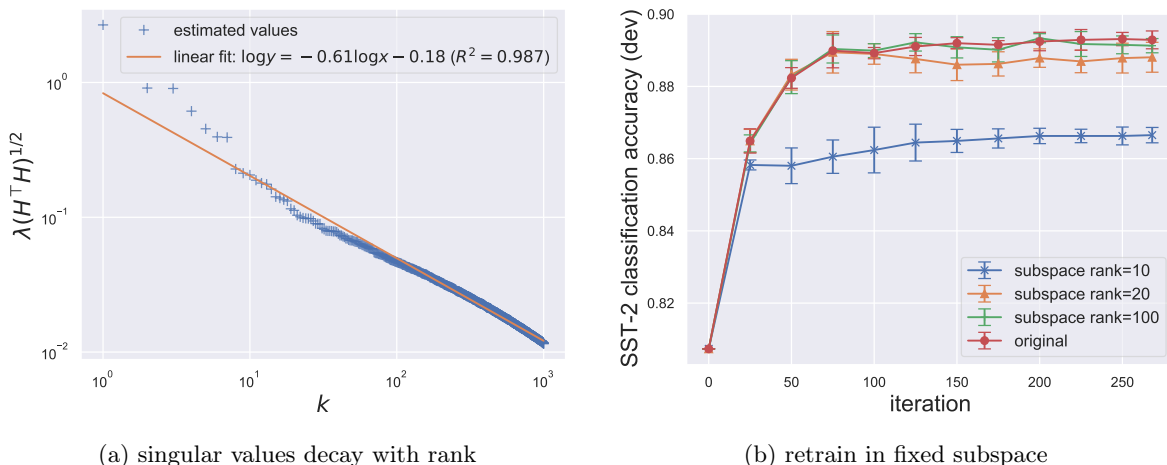 estimated values
linear fit: logy = −0.61logx − 0.18 (R² = 0.987)
10⁰
10⁻¹
10⁻²
λ(H⊤H)^1/2
10⁰ 10¹ 10² 10³
k
(a) singular values decay with rank
SST-2 classification accuracy (dev)
0.90
0.88
0.86
0.84
0.82
subspace rank=10
subspace rank=20
subspace rank=100
original
0 50 100 150 200 250
iteration
(b) retrain in fixed subspace